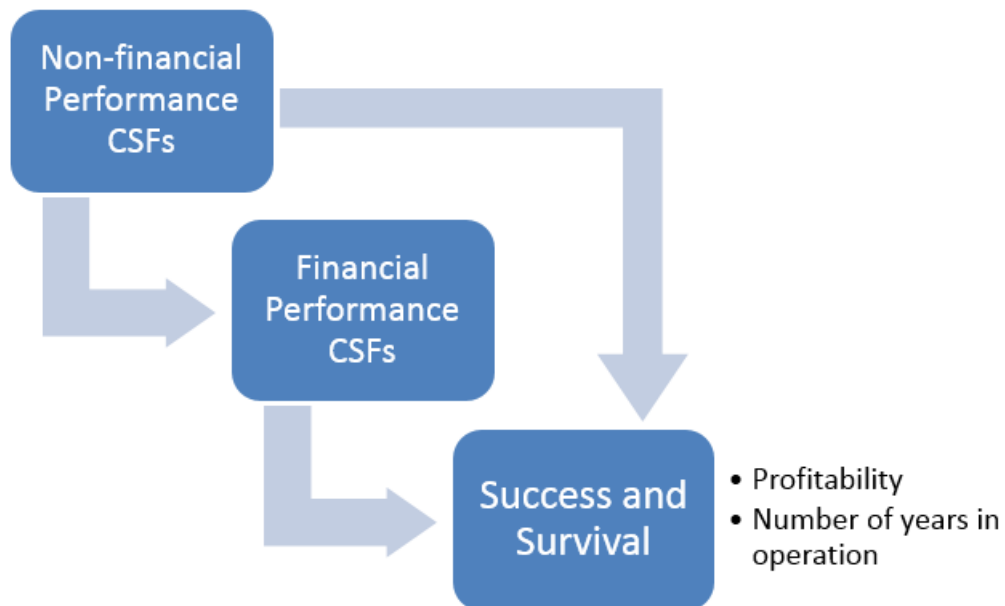 Non-financial
Performance
CSFs
Financial
Performance
CSFs
Success and
Survival
• Profitability
• Number of years in
operation